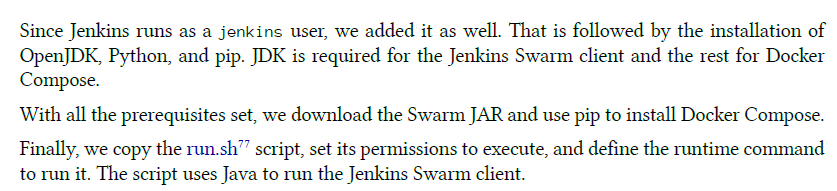 Since Jenkins runs as a jenkins user, we added it as well. That is followed by the installation of
OpenJDK, Python, and pip. JDK is required for the Jenkins Swarm client and the rest for Docker
Compose.
With all the prerequisites set, we download the Swarm JAR and use pip to install Docker Compose.
Finally, we copy the run.sh⁷⁷ script, set its permissions to execute, and define the runtime command
to run it. The script uses Java to run the Jenkins Swarm client.